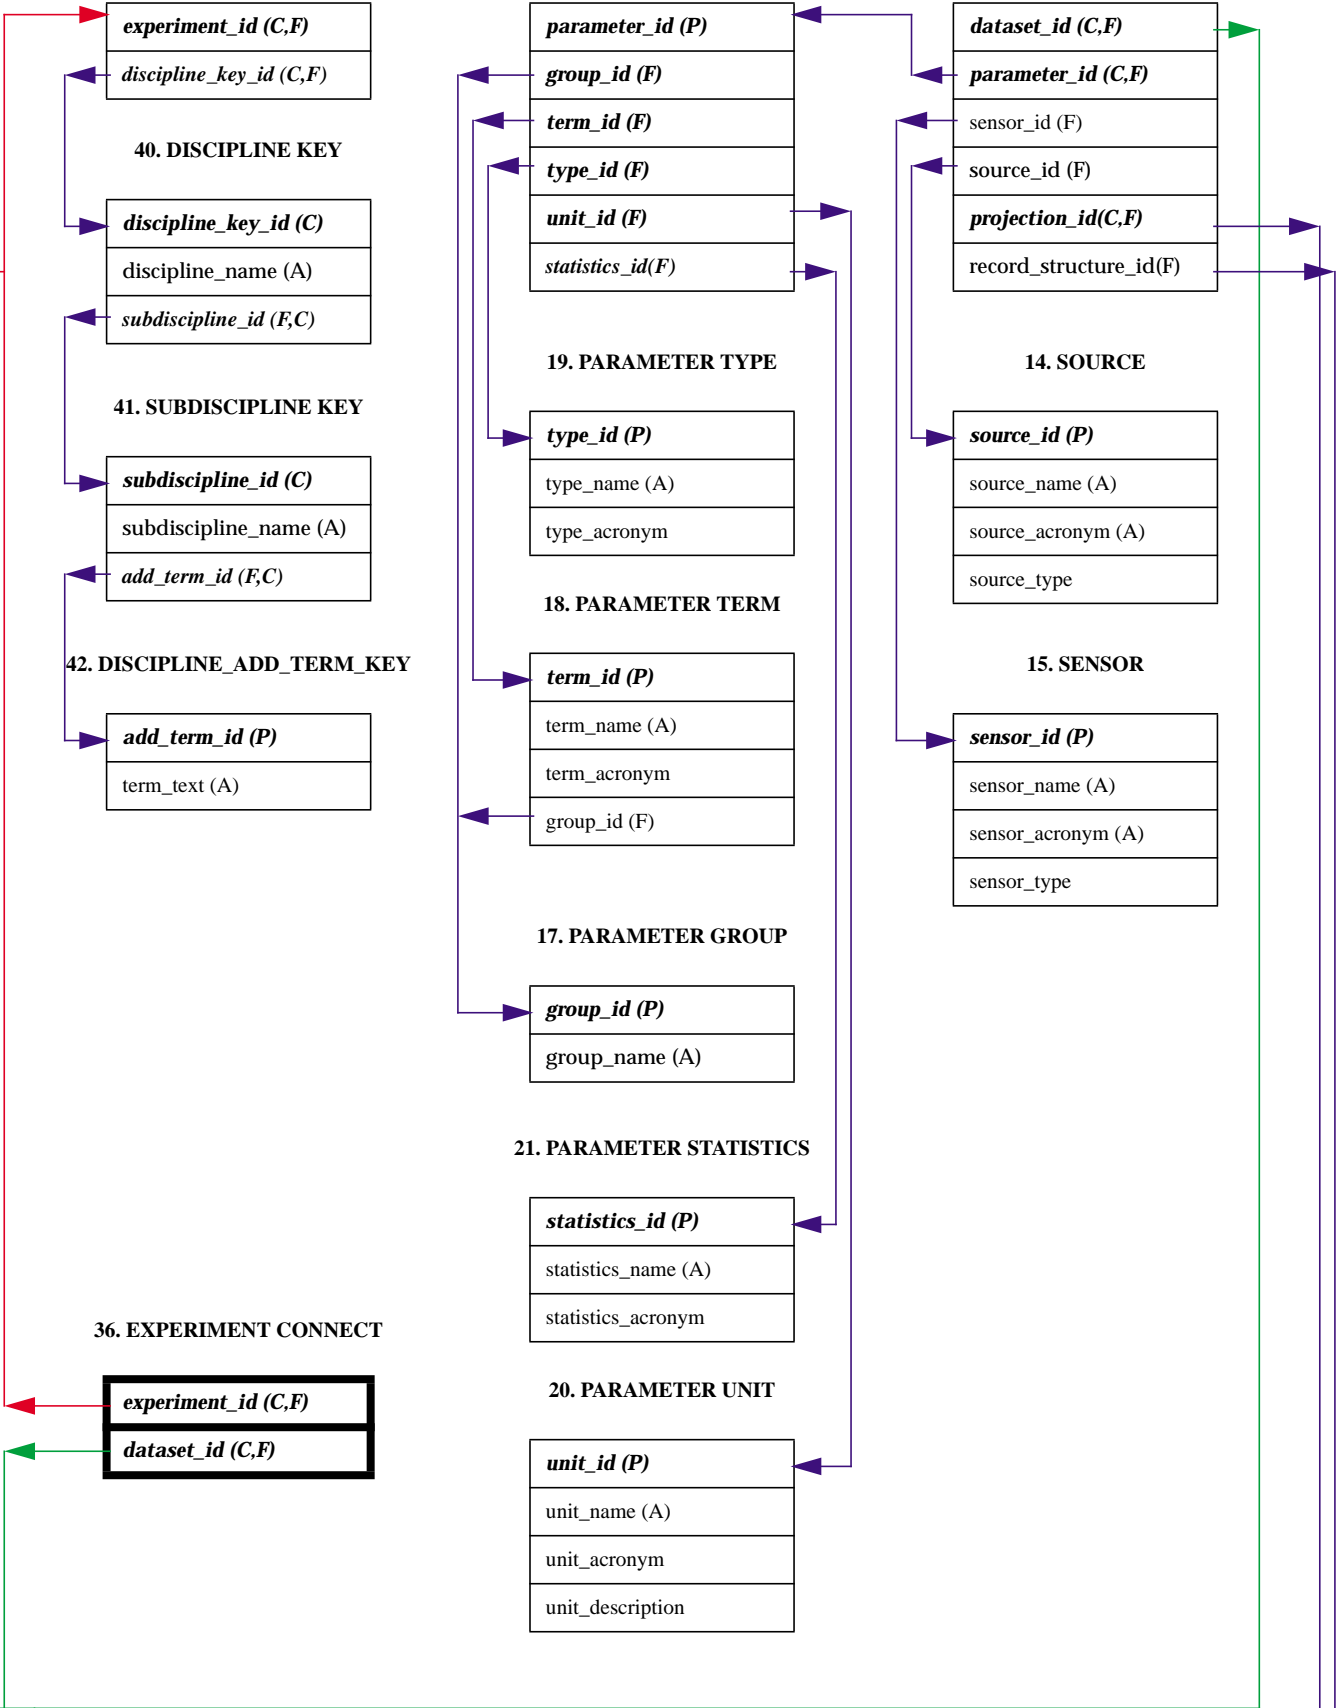 experiment_id (C,F)
discipline_key_id (C,F)
40. DISCIPLINE KEY
discipline_key_id (C)
discipline_name (A)
subdiscipline_id (F,C)
41. SUBDISCIPLINE KEY
subdiscipline_id (C)
subdiscipline_name (A)
add_term_id (F,C)
42. DISCIPLINE_ADD_TERM_KEY
add_term_id (P)
term_text (A)
36. EXPERIMENT CONNECT
experiment_id (C,F)
dataset_id (C,F)
parameter_id (P)
group_id (F)
term_id (F)
type_id (F)
unit_id (F)
statistics_id(F)
19. PARAMETER TYPE
type_id (P)
type_name (A)
type_acronym
18. PARAMETER TERM
term_id (P)
term_name (A)
term_acronym
group_id (F)
17. PARAMETER GROUP
group_id (P)
group_name (A)
21. PARAMETER STATISTICS
statistics_id (P)
statistics_name (A)
statistics_acronym
20. PARAMETER UNIT
unit_id (P)
unit_name (A)
unit_acronym
unit_description
dataset_id (C,F)
parameter_id (C,F)
sensor_id (F)
source_id (F)
projection_id(C,F)
record_structure_id(F)
14. SOURCE
source_id (P)
source_name (A)
source_acronym (A)
source_type
15. SENSOR
sensor_id (P)
sensor_name (A)
sensor_acronym (A)
sensor_type